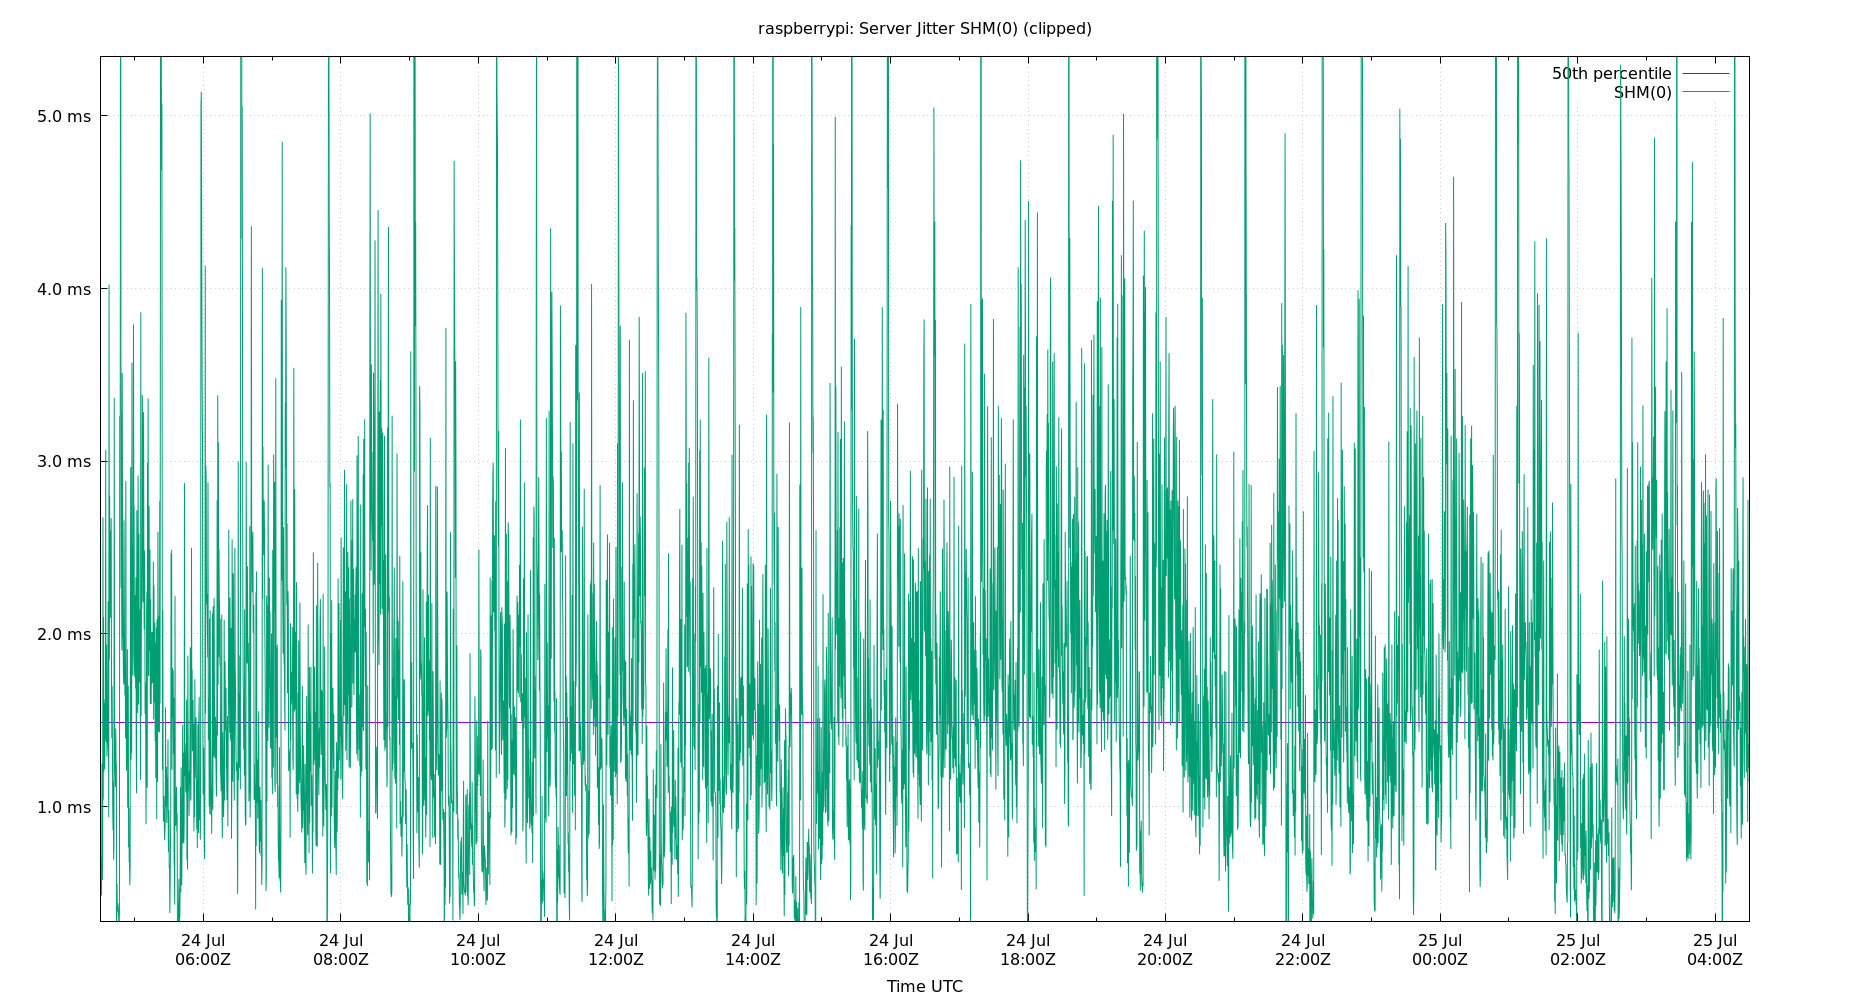 raspberrypi: Server Jitter SHM(0) (clipped)
50th percentile
SHM(0)
5.0 ms
4.0 ms
3.0 ms
2.0 ms
1.0 ms
24 Jul 24 Jul 24 Jul 24 Jul 24 Jul 24 Jul 24 Jul 24 Jul 24 Jul 25 Jul 25 Jul 25 Jul
06:00Z 08:00Z 10:00Z 12:00Z 14:00Z 16:00Z 18:00Z 20:00Z 22:00Z 00:00Z 02:00Z 04:00Z
Time UTC